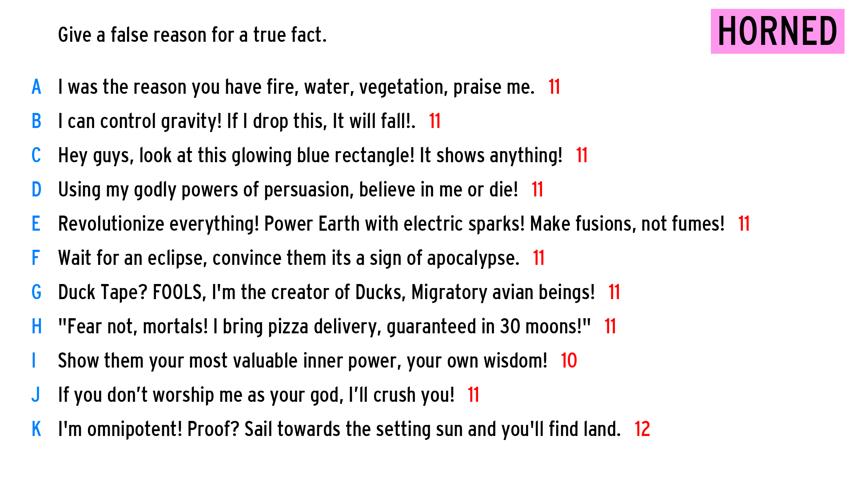 Give a false reason for a true fact.
HORNED
A I was the reason you have fire, water, vegetation, praise me. 11
B I can control gravity! If I drop this, It will fall!. 11
C Hey guys, look at this glowing blue rectangle! It shows anything! 11
D Using my godly powers of persuasion, believe in me or die! 11
E Revolutionize everything! Power Earth with electric sparks! Make fusions, not fumes! 11
F Wait for an eclipse, convince them its a sign of apocalypse. 11
G Duck Tape? FOOLS, I'm the creator of Ducks, Migratory avian beings! 11
H "Fear not, mortals! I bring pizza delivery, guaranteed in 30 moons!" 11
I Show them your most valuable inner power, your own wisdom! 10
J If you don’t worship me as your god, I’ll crush you! 11
K I'm omnipotent! Proof? Sail towards the setting sun and you'll find land. 12